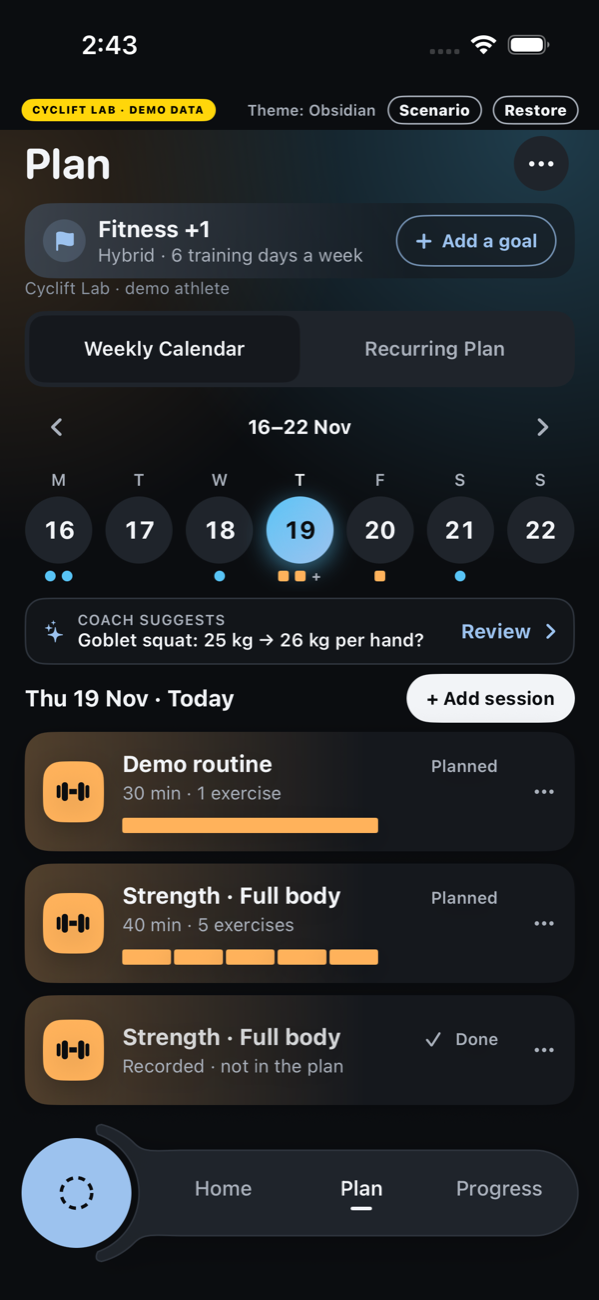 2:43
CYCLIFT LAB · DEMO DATA
Theme: Obsidian
Scenario
Restore
Plan
Fitness +1
Hybrid · 6 training days a week
+ Add a goal
Cyclift Lab · demo athlete
Weekly Calendar
Recurring Plan
16–22 Nov
M T W T F S S
16 17 18 19 20 21 22
+
COACH SUGGESTS
Goblet squat: 25 kg → 26 kg per hand?
Review
Thu 19 Nov · Today
+ Add session
Demo routine
Planned
30 min · 1 exercise
Strength · Full body
Planned
40 min · 5 exercises
Strength · Full body
Done
Recorded · not in the plan
Home
Plan
Progress